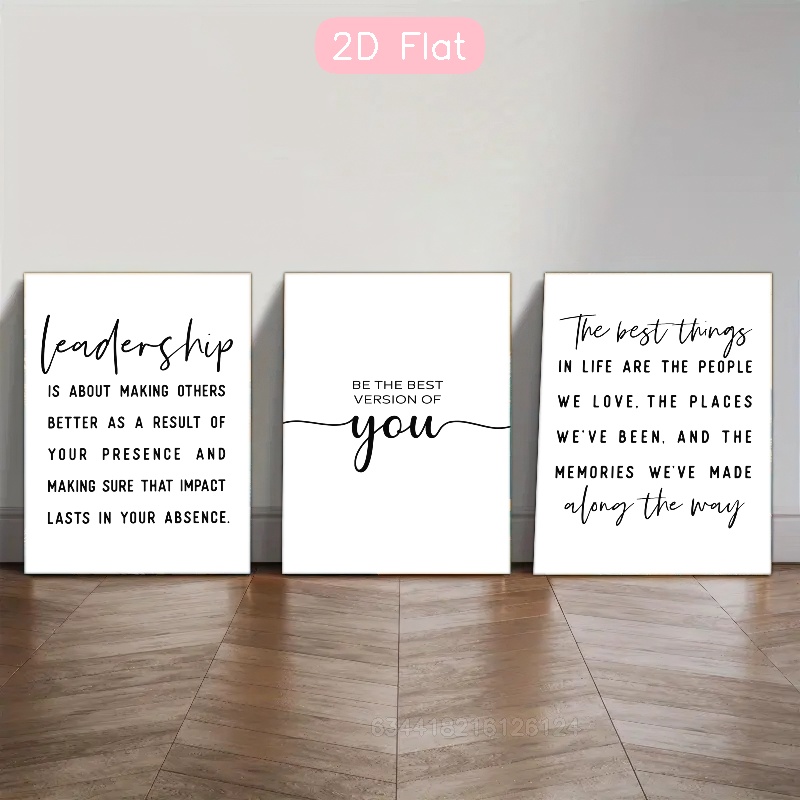 2D Flat
leadership
IS ABOUT MAKING OTHERS
BETTER AS A RESULT OF
YOUR PRESENCE AND
MAKING SURE THAT IMPACT
LASTS IN YOUR ABSENCE.
BE THE BEST
VERSION OF
you
The best things
IN LIFE ARE THE PEOPLE
WE LOVE, THE PLACES
WE'VE BEEN, AND THE
MEMORIES WE'VE MADE
along the way